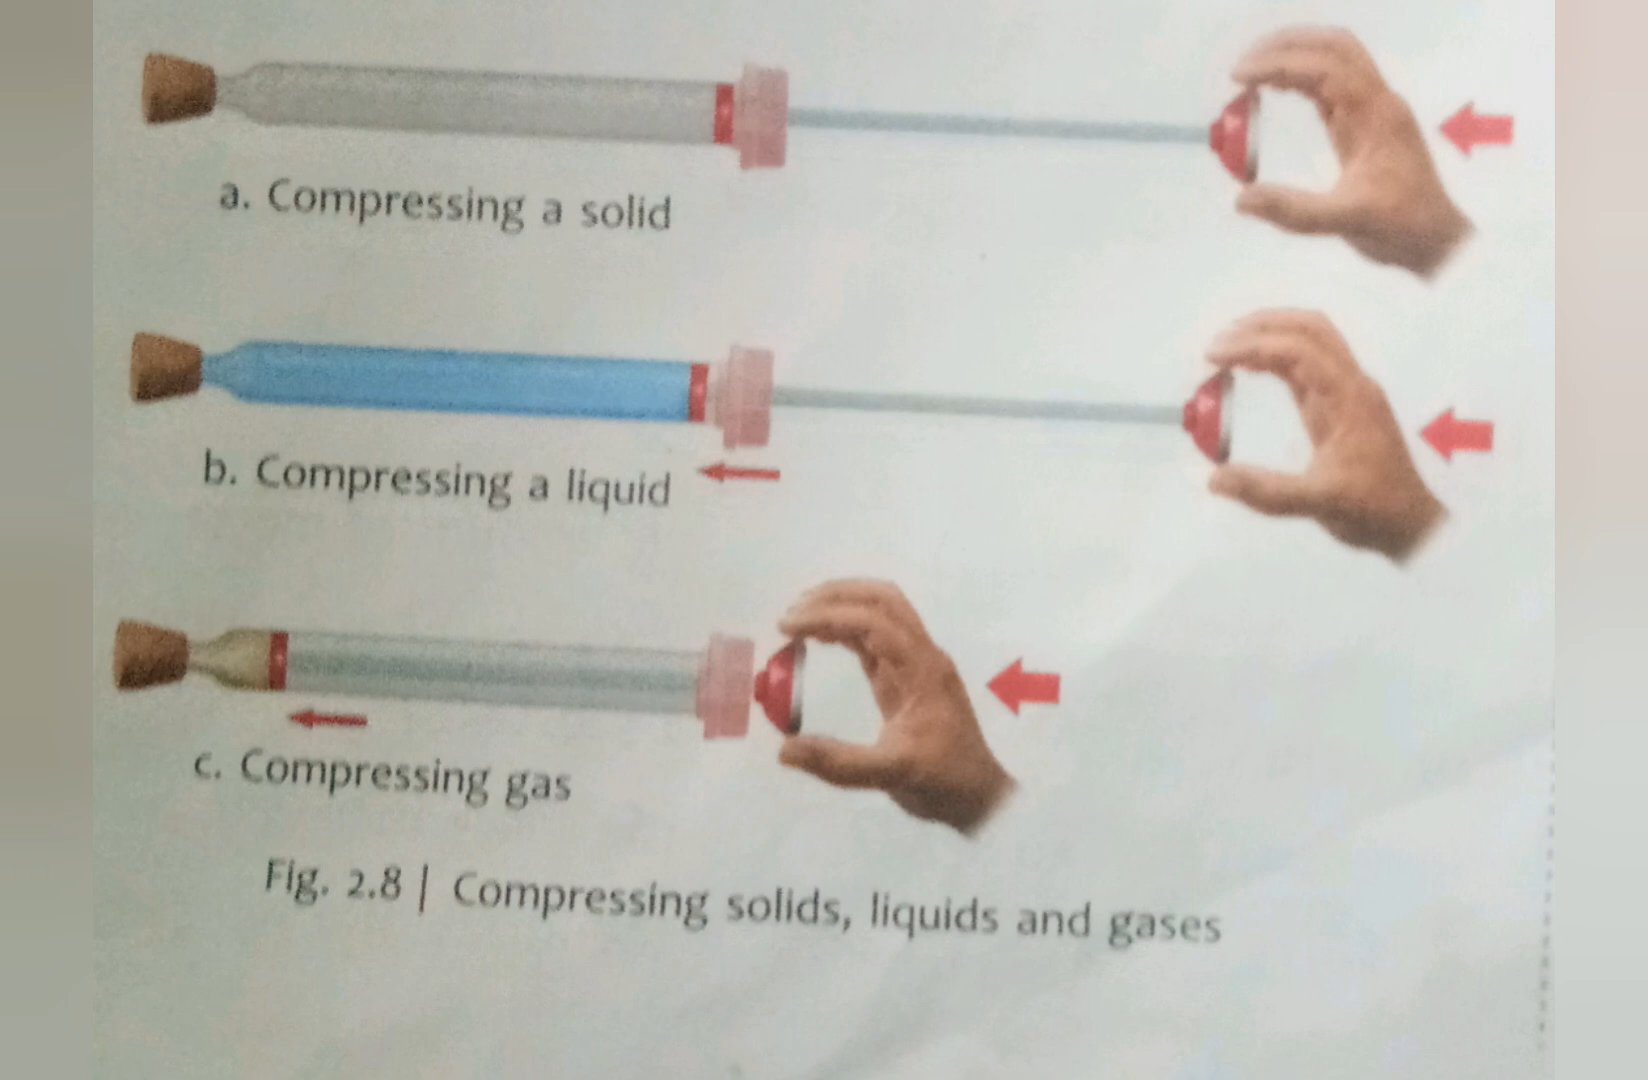 a. Compressing a solid
b. Compressing a liquid
c. Compressing gas
Fig. 2.8 | Compressing solids, liquids and gases